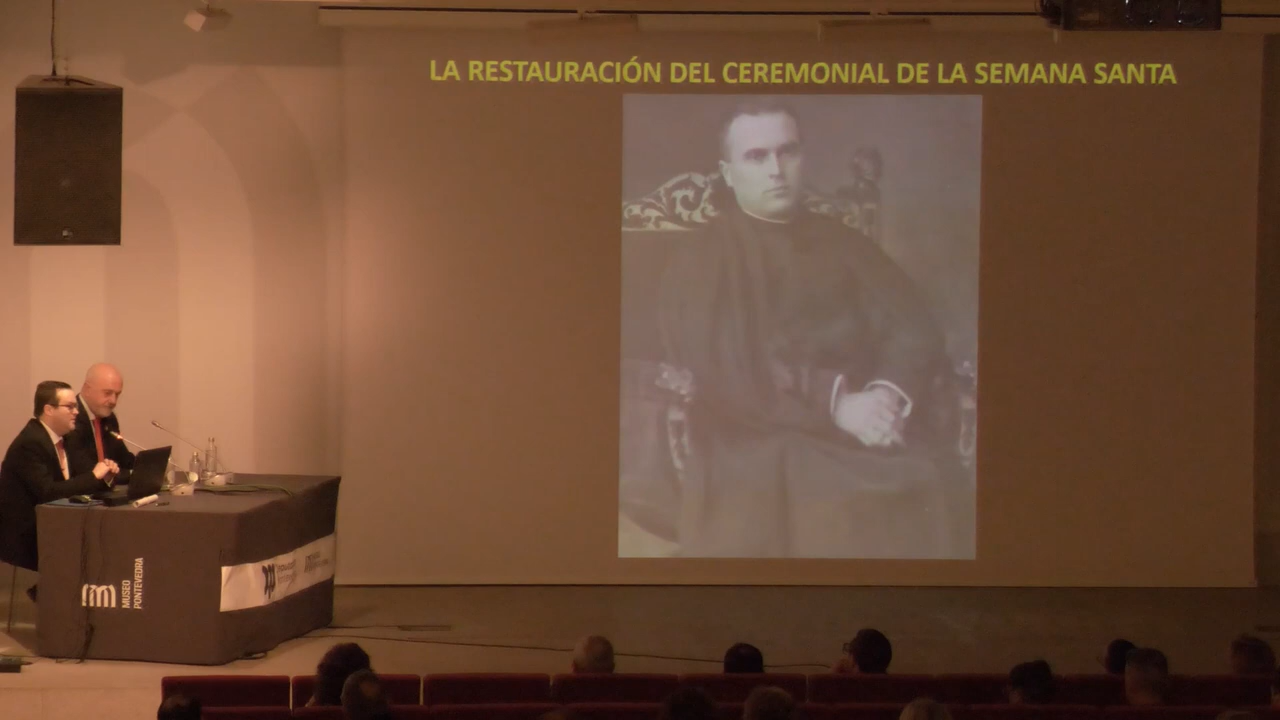 LA RESTAURACIÓN DEL CEREMONIAL DE LA SEMANA SANTA
MUSEO
PONTEVEDRA